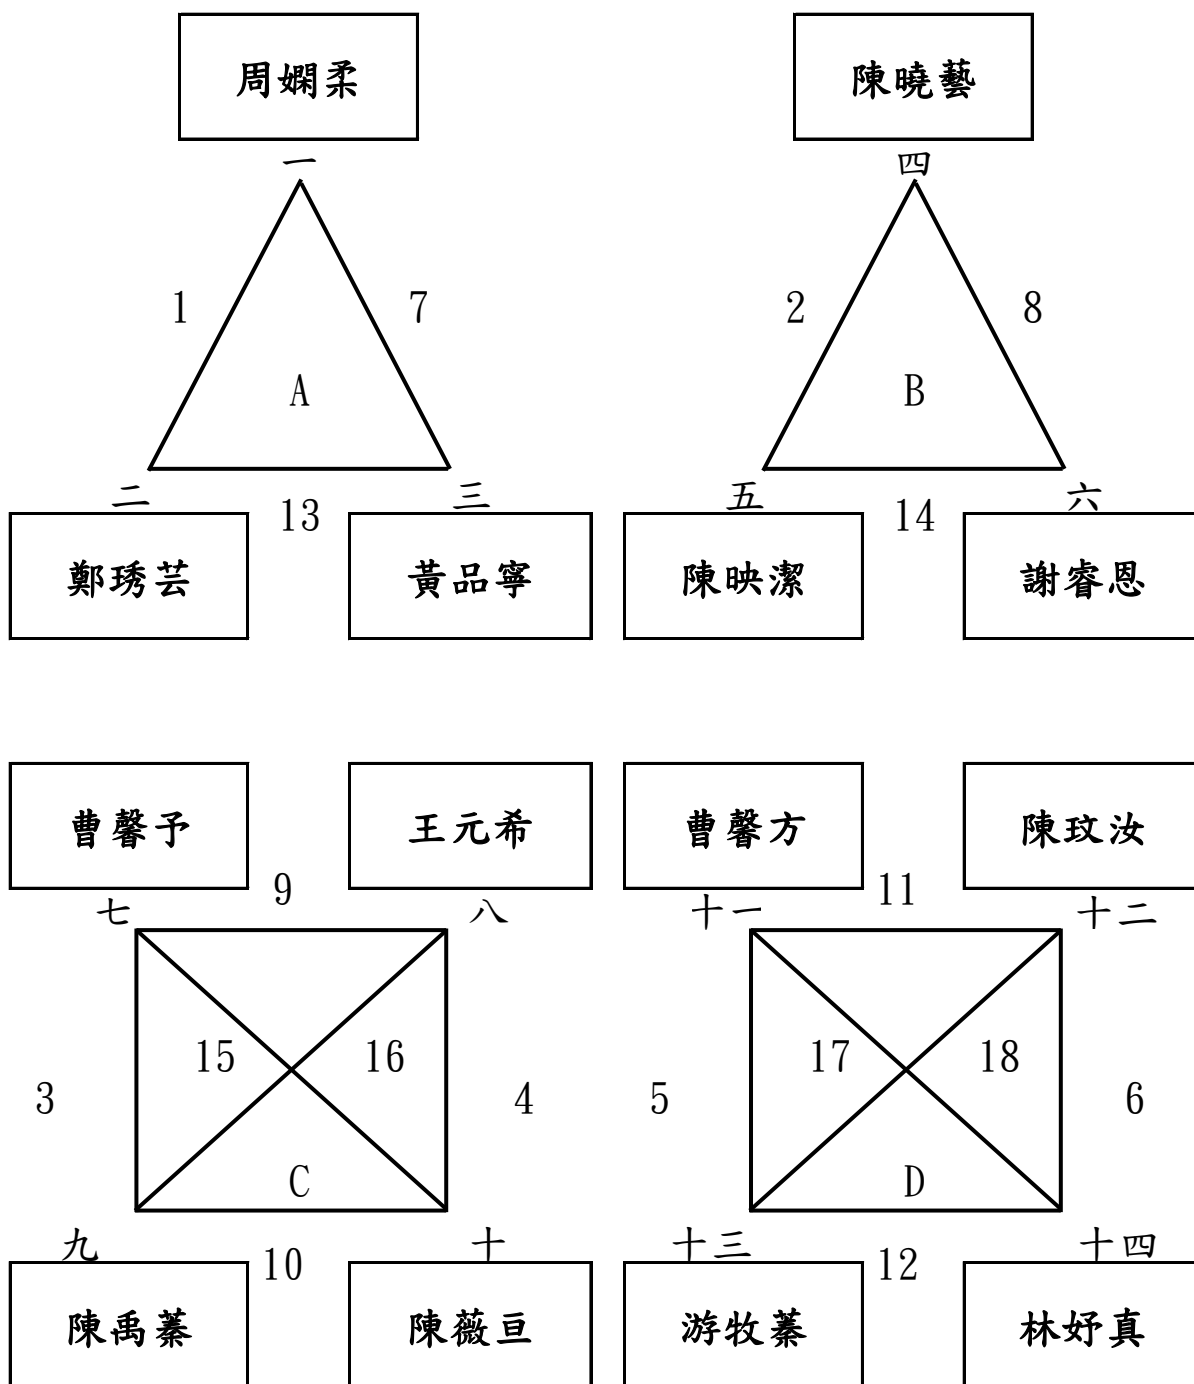 周嫻柔 陳曉藝
一 四
1 7 2 8
A B
二 13 三 五 14 六
鄭琇芸 黃品寧 陳映潔 謝睿恩
曹馨予 王元希 曹馨方 陳玟汝
七 9 八 十一 11 十二
15 16 17 18
3 4 5 6
C D
九 10 十 十三 12 十四
陳禹蓁 陳薇亘 游牧蓁 林妤真